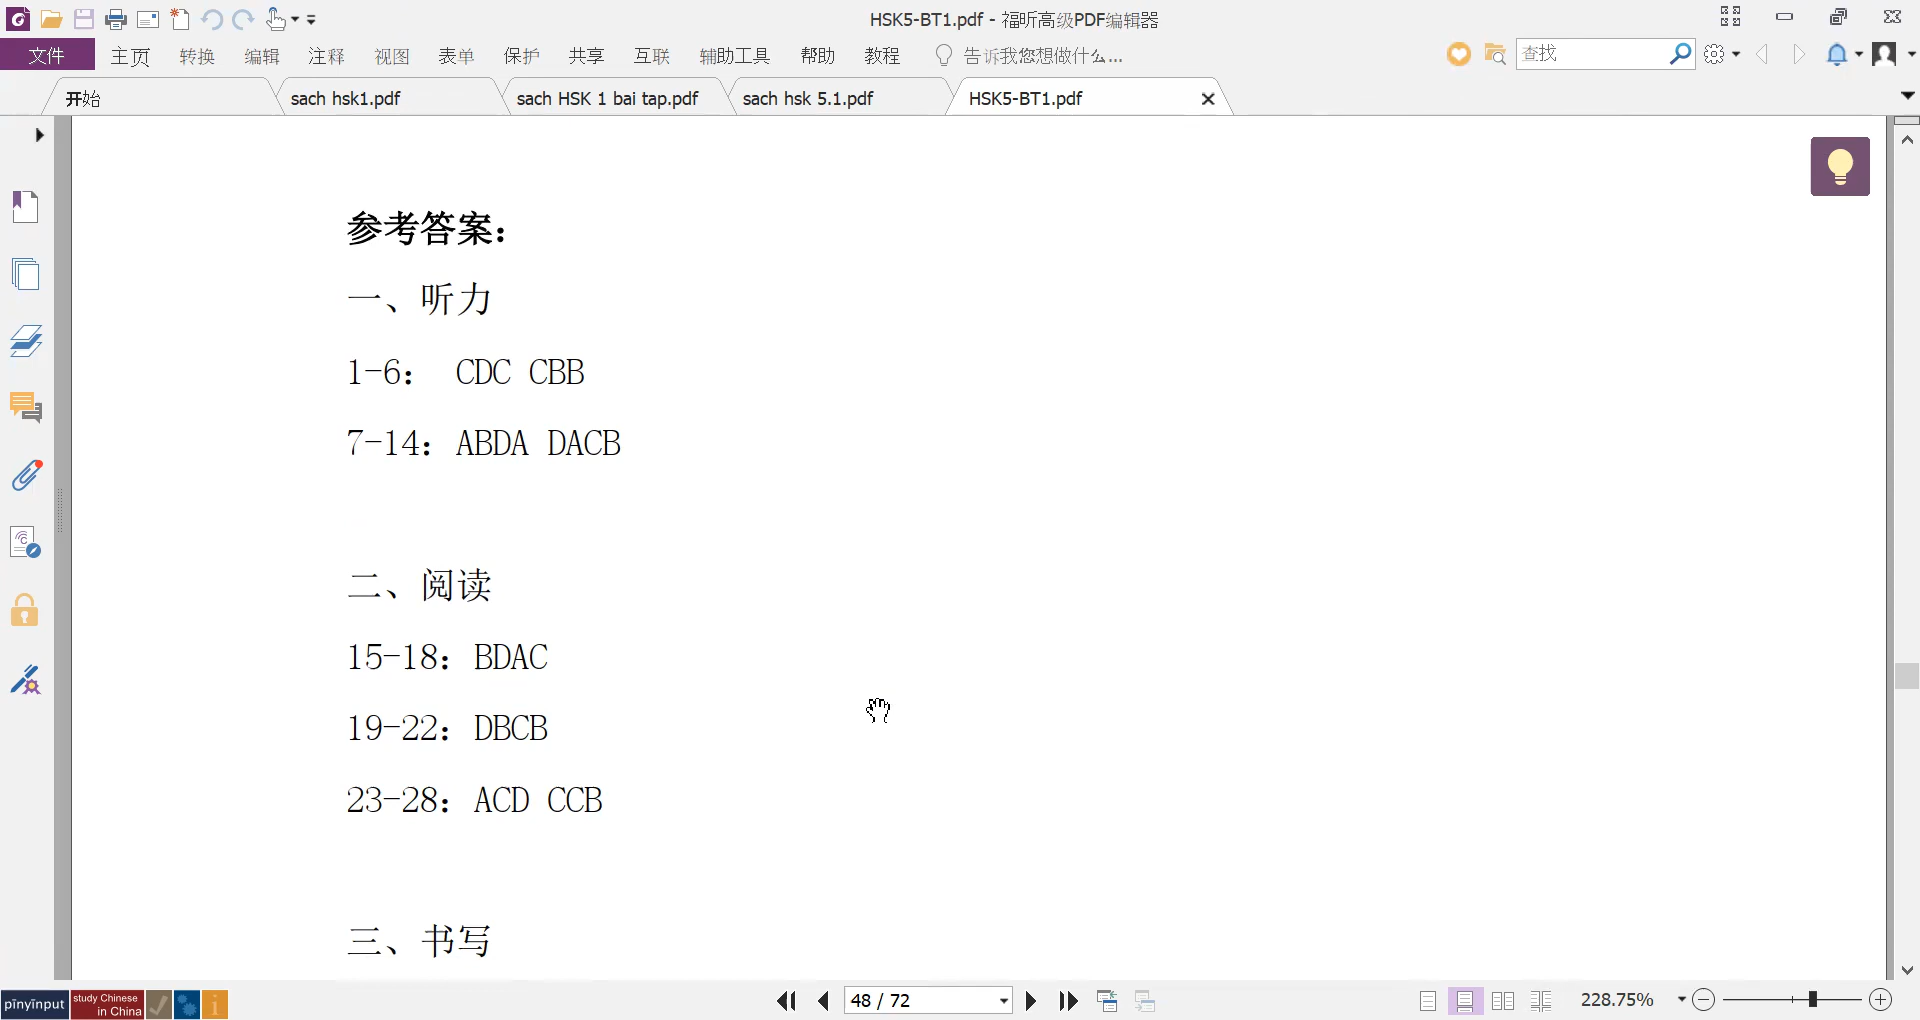 HSK5-BT1.pdf - 福昕高级PDF编辑器
文件 主页 转换 编辑 注释 视图 表单 保护 共享 互联 辅助工具 帮助 教程 告诉我您想做什么... 查找
开始 sach hsk1.pdf sach HSK 1 bai tap.pdf sach hsk 5.1.pdf HSK5-BT1.pdf
参考答案：
一、听力
1-6： CDC CBB
7-14：ABDA DACB
二、阅读
15-18：BDAC
19-22：DBCB
23-28：ACD CCB
三、书写
pīnyīnput study Chinese in China
48 / 72
228.75%